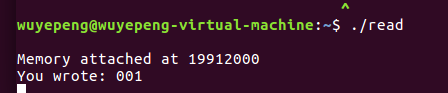 ^
wuyepeng@wuyepeng-virtual-machine:~$ ./read
Memory attached at 19912000
You wrote: 001